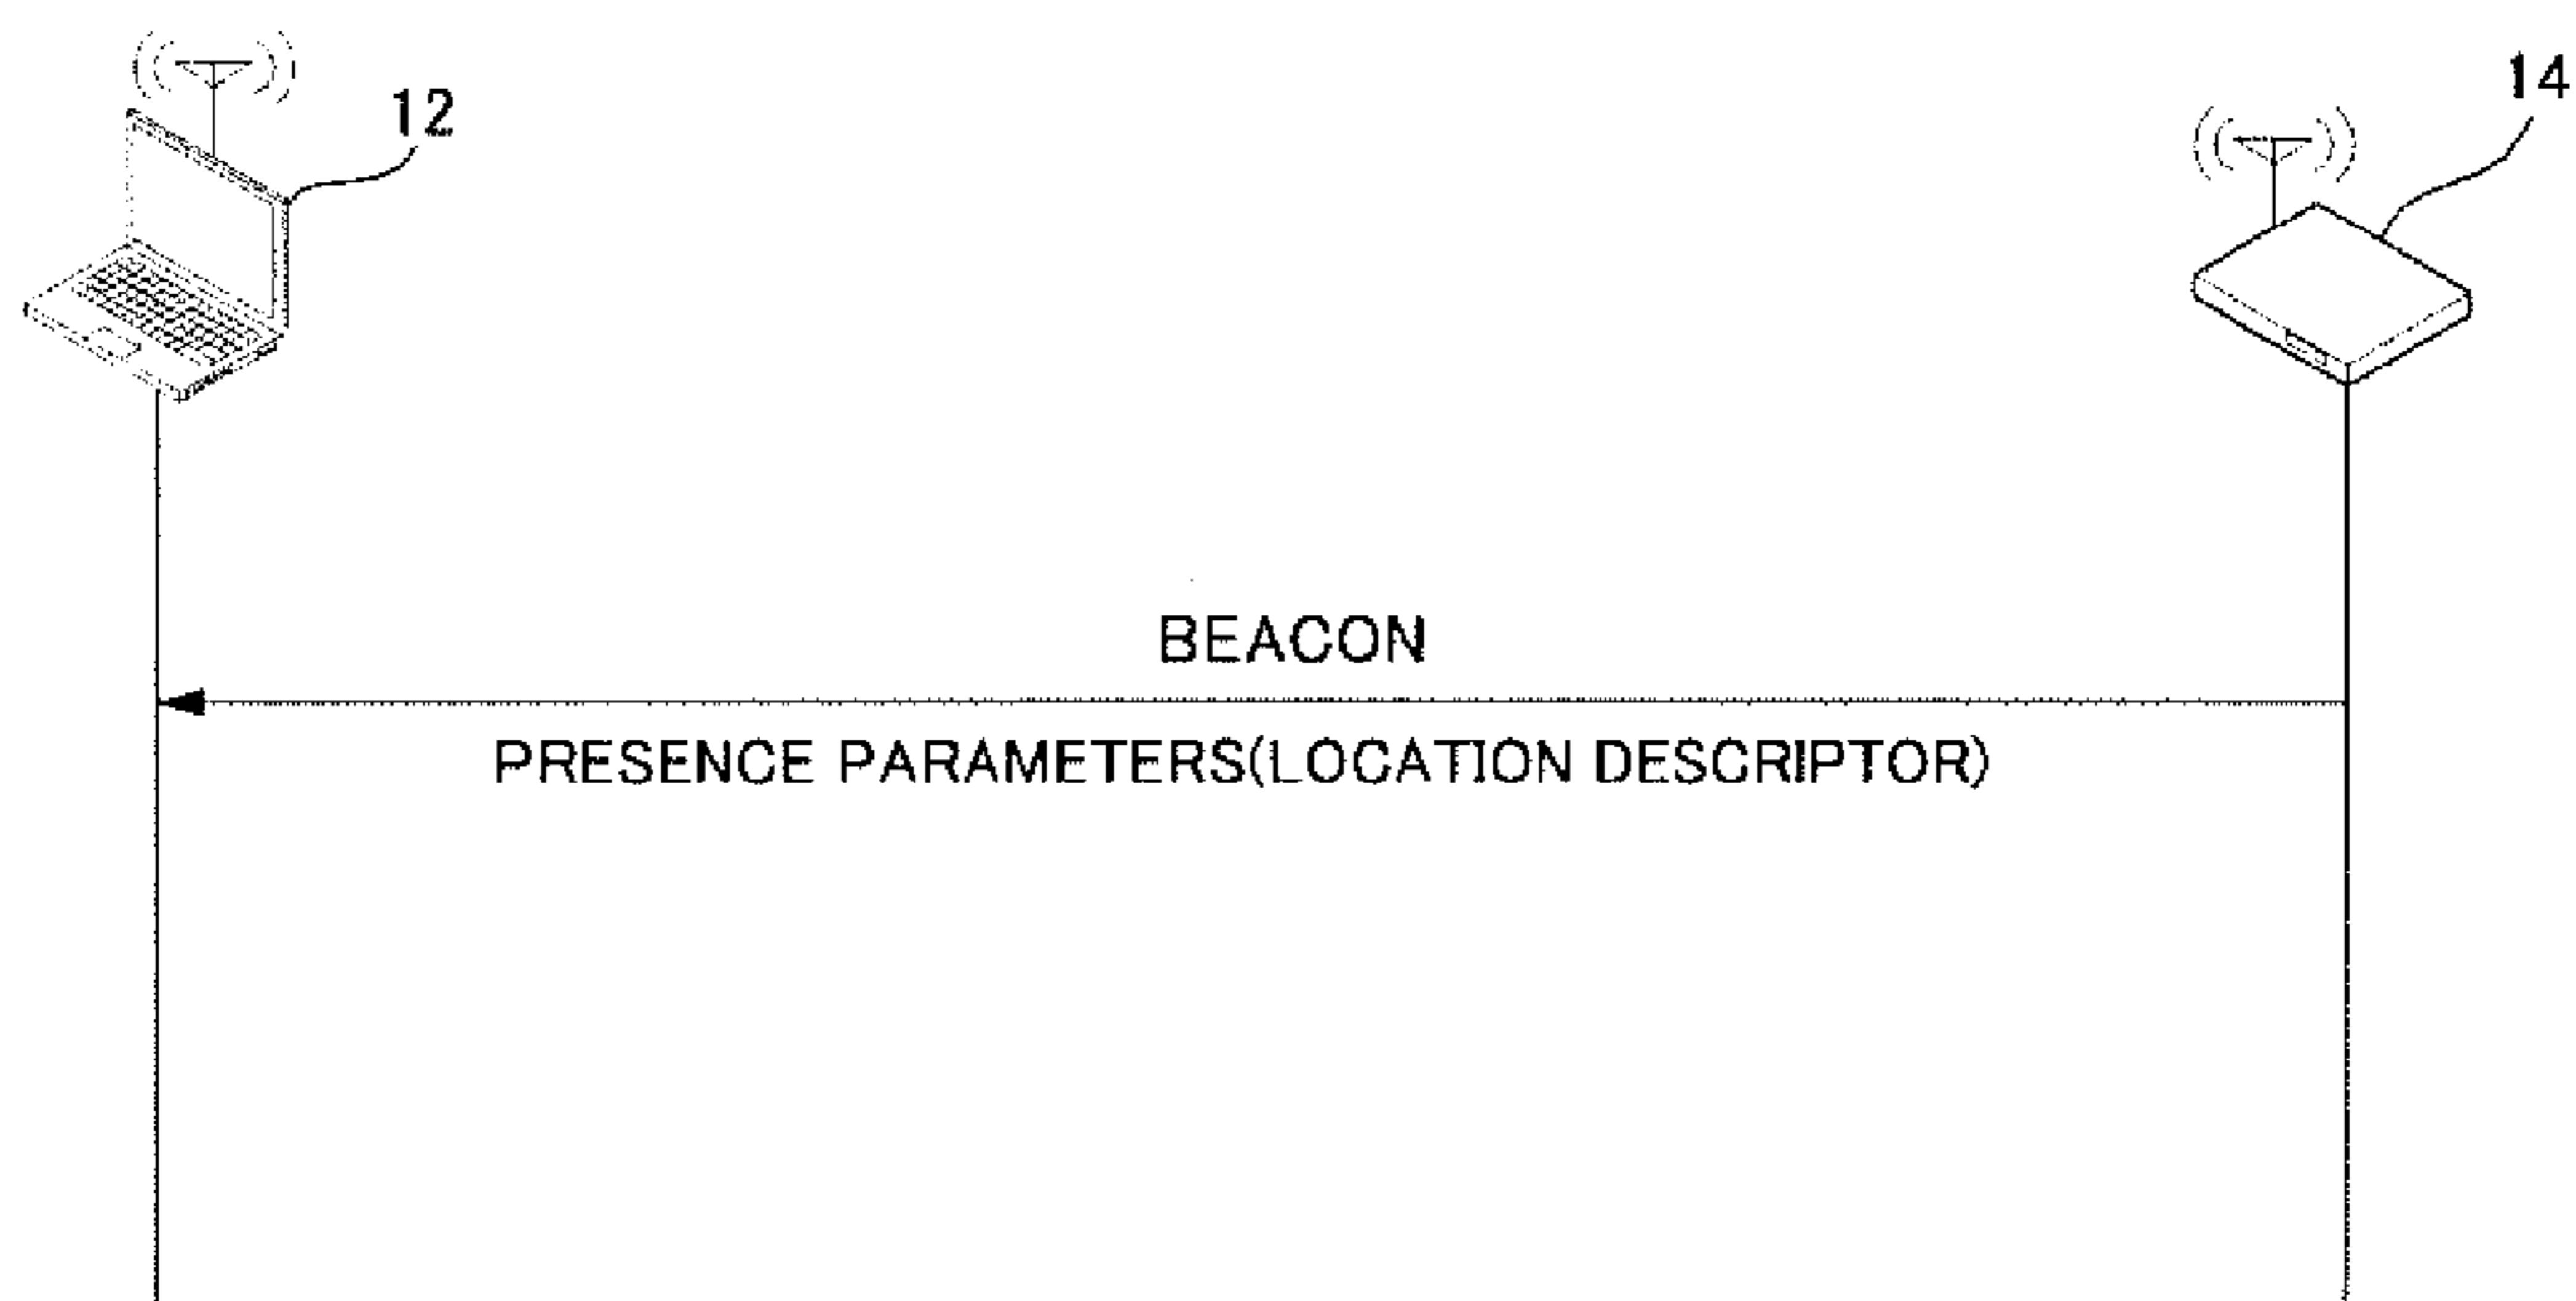 12
14
BEACON
PRESENCE PARAMETERS(LOCATION DESCRIPTOR)